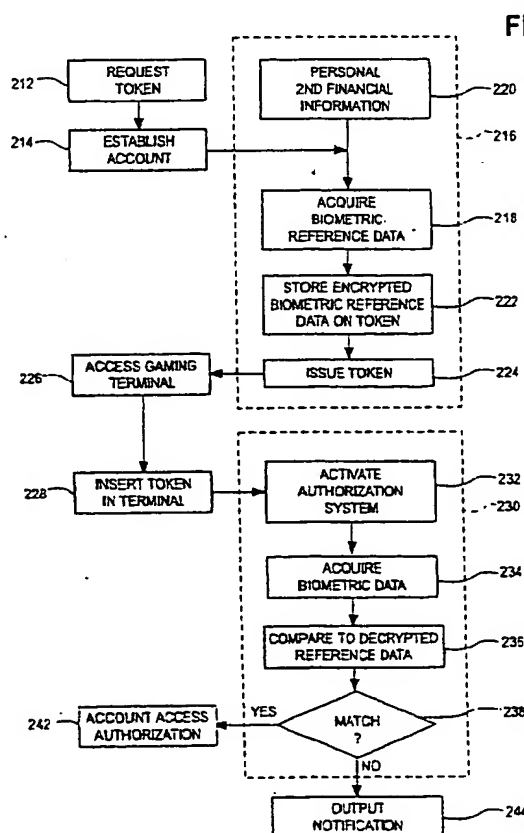 Fi
212
REQUEST
TOKEN
PERSONAL
2ND FINANCIAL
INFORMATION
220
216
214
ESTABLISH
ACCOUNT
ACQUIRE
BIOMETRIC
REFERENCE DATA
218
STORE ENCRYPTED
BIOMETRIC REFERENCE
DATA ON TOKEN
222
226
ACCESS GAMING
TERMINAL
ISSUE TOKEN
224
228
INSERT TOKEN
IN TERMINAL
ACTIVATE
AUTHORIZATION
SYSTEM
232
230
ACQUIRE
BIOMETRIC DATA
234
COMPARE TO DECRYPTED
REFERENCE DATA
236
242
ACCOUNT ACCESS
AUTHORIZATION
YES
MATCH
?
238
NO
OUTPUT
NOTIFICATION
244